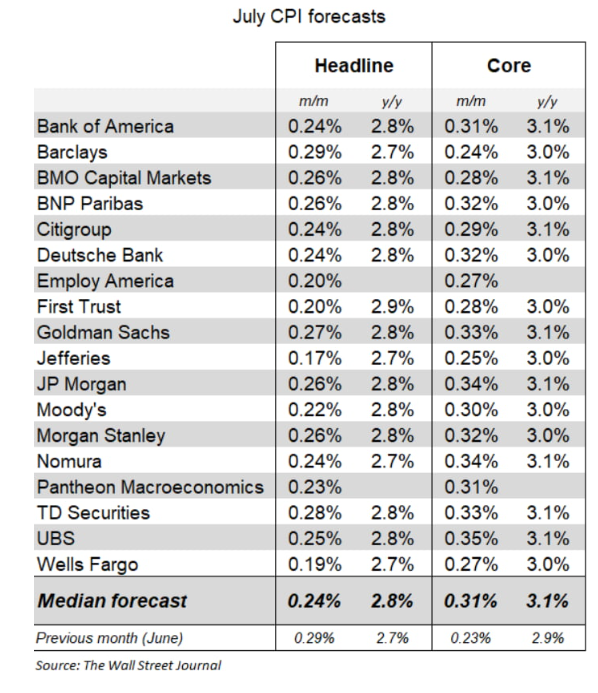 July CPI forecasts
Headline Core
m/m y/y m/m y/y
Bank of America 0.24% 2.8% 0.31% 3.1%
Barclays 0.29% 2.7% 0.24% 3.0%
BMO Capital Markets 0.26% 2.8% 0.28% 3.1%
BNP Paribas 0.26% 2.8% 0.32% 3.0%
Citigroup 0.24% 2.8% 0.29% 3.1%
Deutsche Bank 0.24% 2.8% 0.32% 3.0%
Employ America 0.20% 0.27%
First Trust 0.20% 2.9% 0.28% 3.0%
Goldman Sachs 0.27% 2.8% 0.33% 3.1%
Jefferies 0.17% 2.7% 0.25% 3.0%
JP Morgan 0.26% 2.8% 0.34% 3.1%
Moody's 0.22% 2.8% 0.30% 3.0%
Morgan Stanley 0.26% 2.8% 0.32% 3.0%
Nomura 0.24% 2.7% 0.34% 3.1%
Pantheon Macroeconomics 0.23% 0.31%
TD Securities 0.28% 2.8% 0.33% 3.1%
UBS 0.25% 2.8% 0.35% 3.1%
Wells Fargo 0.19% 2.7% 0.27% 3.0%
Median forecast 0.24% 2.8% 0.31% 3.1%
Previous month (June) 0.29% 2.7% 0.23% 2.9%
Source: The Wall Street Journal